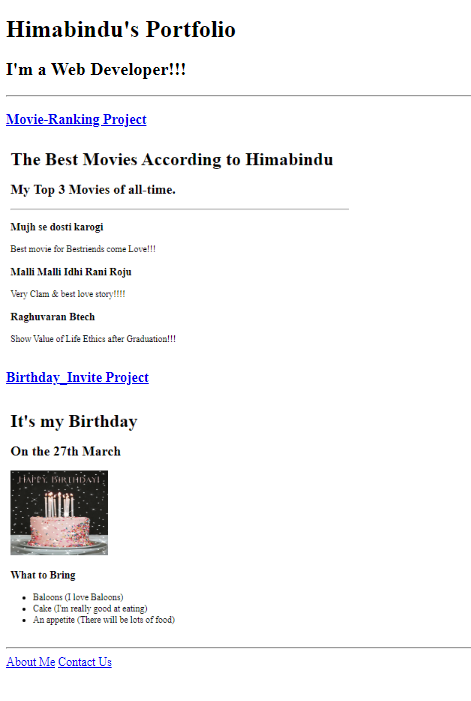 Himabindu's Portfolio
I'm a Web Developer!!!
Movie-Ranking Project
The Best Movies According to Himabindu
My Top 3 Movies of all-time.
Mujh se dosti karogi
Best movie for Bestriends come Love!!!
Malli Malli Idhi Rani Roju
Very Clam & best love story!!!!
Raghuvaran Btech
Show Value of Life Ethics after Graduation!!!
Birthday_Invite Project
It's my Birthday
On the 27th March
HAPPY BIRTHDAY!
What to Bring
Baloons (I love Baloons)
Cake (I'm really good at eating)
An appetite (There will be lots of food)
About Me Contact Us